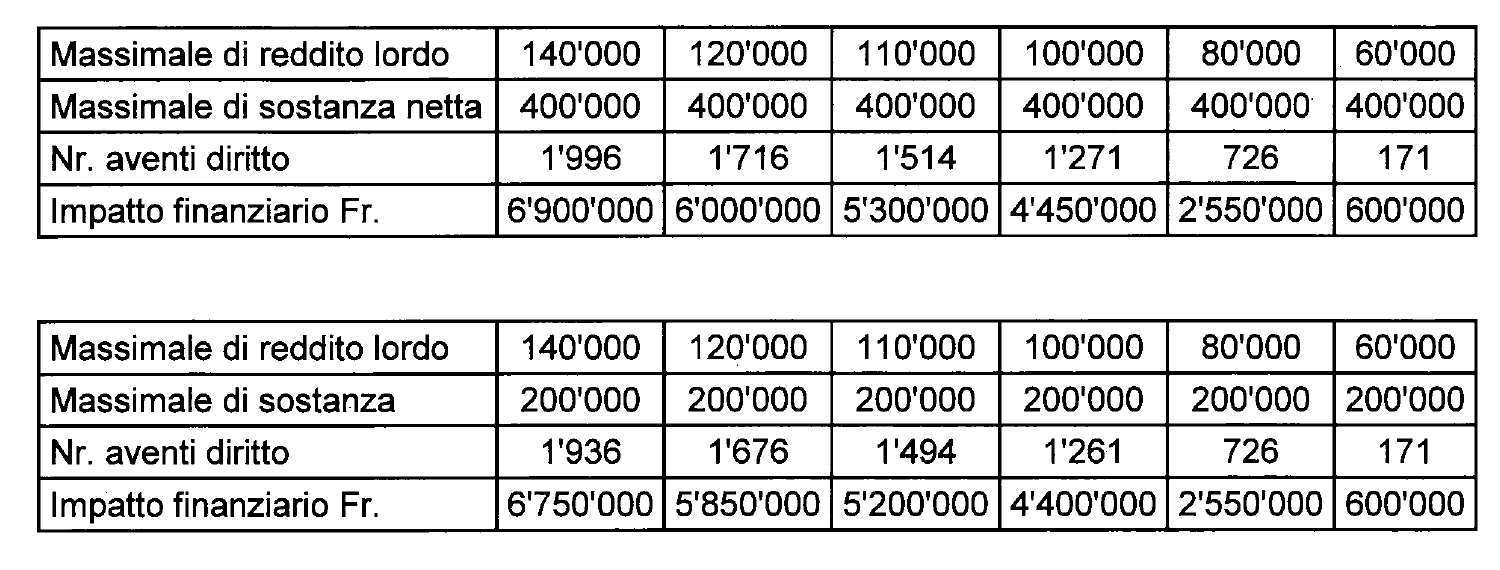 Massimale di reddito lordo 140'000 120'000 110'000 100'000 80'000 60'000
Massimale di sostanza netta 400'000 400'000 400'000 400'000 400'000 400'000
Nr. aventi diritto 1'996 1'716 1'514 1'271 726 171
Impatto finanziario Fr. 6'900'000 6'000'000 5'300'000 4'450'000 2'550'000 600'000
Massimale di reddito lordo 140'000 120'000 110'000 100'000 80'000 60'000
Massimale di sostanza 200'000 200'000 200'000 200'000 200'000 200'000
Nr. aventi diritto 1'936 1'676 1'494 1'261 726 171
Impatto finanziario Fr. 6'750'000 5'850'000 5'200'000 4'400'000 2'550'000 600'000